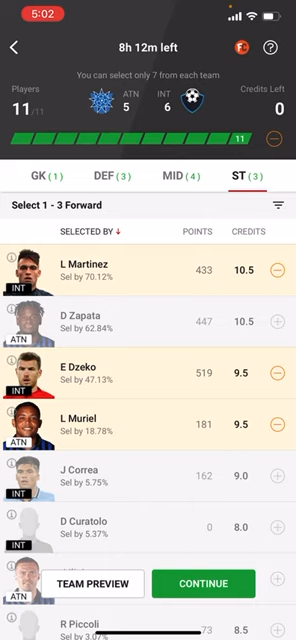 5:02
8h 12m left
FC
?
You can select only 7 from each team
Players
ATN
INT
Credits Left
11/11
5
6
0
11
GK (1)
DEF (3)
MID (4)
ST (3)
Select 1 - 3 Forward
SELECTED BY ↓
POINTS
CREDITS
L Martinez
Sel by 70.12%
433
10.5
INT
D Zapata
Sel by 62.84%
447
10.5
ATN
E Dzeko
Sel by 47.13%
519
9.5
INT
L Muriel
Sel by 18.78%
181
9.5
ATN
J Correa
Sel by 5.75%
162
9.0
INT
D Curatolo
Sel by 5.37%
0
8.0
INT
TEAM PREVIEW
CONTINUE
ATN
R Piccoli
Sel by 3.07%
73
8.5